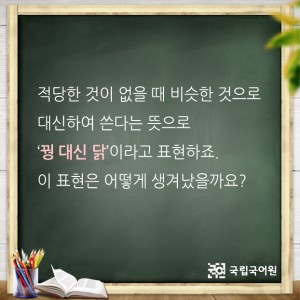 적당한 것이 없을 때 비슷한 것으로
대신하여 쓴다는 뜻으로
‘꿩 대신 닭’이라고 표현하죠.
이 표현은 어떻게 생겨났을까요?
국립국어원